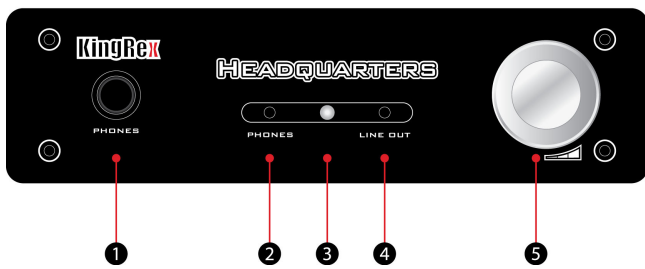 KingRex
HEADQUARTERS
PHONES
PHONES
LINE OUT
1
2
3
4
5